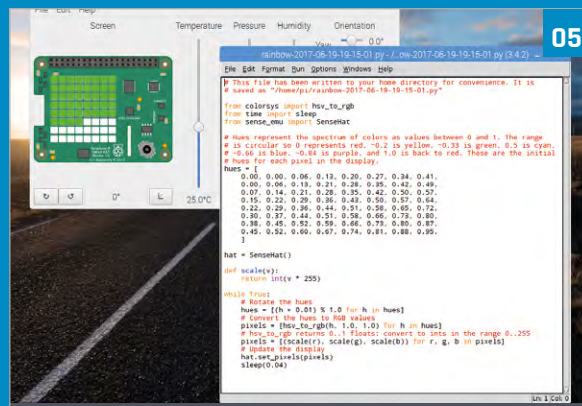 05
File Edit Help
Screen Temperature Pressure Humidity Orientation
Yaw 0.0°
rainbow-2017-06-19-19-15-01.py - /...ow-2017-06-19-19-15-01.py (3.4.2)
File Edit Format Run Options Windows Help
# This file has been written to your home directory for convenience. It is
# saved as "/home/pi/rainbow-2017-06-19-19-15-01.py"
from colorsys import hsv_to_rgb
from time import sleep
from sense_emu import SenseHat
# Hues represent the spectrum of colors as values between 0 and 1. The range
# is circular so 0 represents red, ~0.2 is yellow, ~0.33 is green, 0.5 is cyan,
# ~0.66 is blue, ~0.84 is purple, and 1.0 is back to red. These are the initial
# hues for each pixel in the display.
hues = [
0.00, 0.00, 0.06, 0.13, 0.20, 0.27, 0.34, 0.41,
0.00, 0.06, 0.13, 0.21, 0.28, 0.35, 0.42, 0.49,
0.07, 0.14, 0.21, 0.28, 0.35, 0.42, 0.50, 0.57,
0.15, 0.22, 0.29, 0.36, 0.43, 0.50, 0.57, 0.64,
0.22, 0.29, 0.36, 0.44, 0.51, 0.58, 0.65, 0.72,
0.30, 0.37, 0.44, 0.51, 0.58, 0.66, 0.73, 0.80,
0.38, 0.45, 0.52, 0.59, 0.66, 0.73, 0.80, 0.87,
0.45, 0.52, 0.60, 0.67, 0.74, 0.81, 0.88, 0.95,
]
0° 25.0°C
hat = SenseHat()
def scale(v):
return int(v * 255)
while True:
# Rotate the hues
hues = [(h + 0.01) % 1.0 for h in hues]
# Convert the hues to RGB values
pixels = [hsv_to_rgb(h, 1.0, 1.0) for h in hues]
# hsv_to_rgb returns 0..1 floats; convert to ints in the range 0..255
pixels = [(scale(r), scale(g), scale(b)) for r, g, b in pixels]
# Update the display
hat.set_pixels(pixels)
sleep(0.04)
Ln: 1 Col: 0